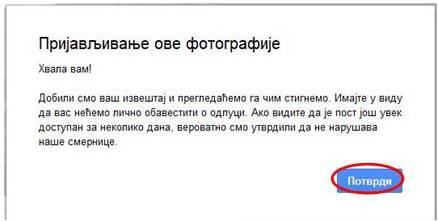 Пријављивање ове фотографије
Хвала вам!
Добили смо ваш извештај и прегледаћемо га чим стигнемо. Имајте у виду
да вас нећемо лично обавестити о одлуци. Ако видите да је пост још увек
доступан за неколико дана, вероватно смо утврдили да не нарушава
наше смернице.
Потврди